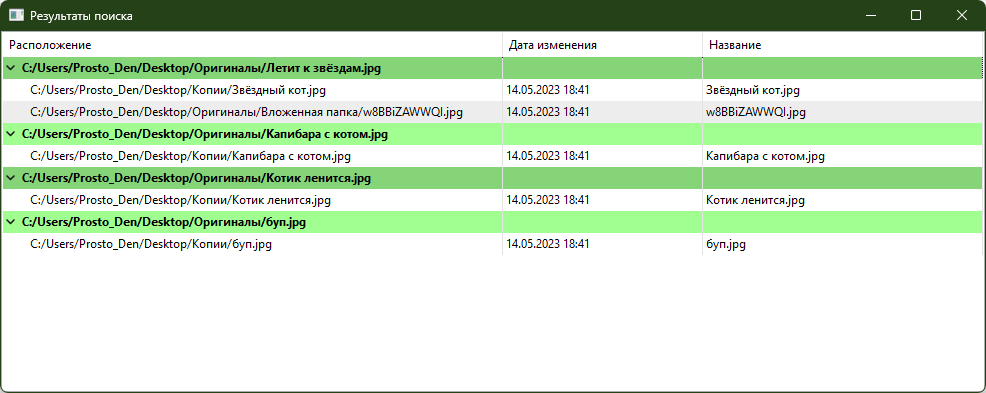 Результаты поиска
Расположение Дата изменения Название
C:/Users/Prosto_Den/Desktop/Оригиналы/Летит к звёздам.jpg
C:/Users/Prosto_Den/Desktop/Копии/Звёздный кот.jpg 14.05.2023 18:41 Звёздный кот.jpg
C:/Users/Prosto_Den/Desktop/Оригиналы/Вложенная папка/w8BBiZAWWQI.jpg 14.05.2023 18:41 w8BBiZAWWQI.jpg
C:/Users/Prosto_Den/Desktop/Оригиналы/Капибара с котом.jpg
C:/Users/Prosto_Den/Desktop/Копии/Капибара с котом.jpg 14.05.2023 18:41 Капибара с котом.jpg
C:/Users/Prosto_Den/Desktop/Оригиналы/Котик ленится.jpg
C:/Users/Prosto_Den/Desktop/Копии/Котик ленится.jpg 14.05.2023 18:41 Котик ленится.jpg
C:/Users/Prosto_Den/Desktop/Оригиналы/буп.jpg
C:/Users/Prosto_Den/Desktop/Копии/буп.jpg 14.05.2023 18:41 буп.jpg